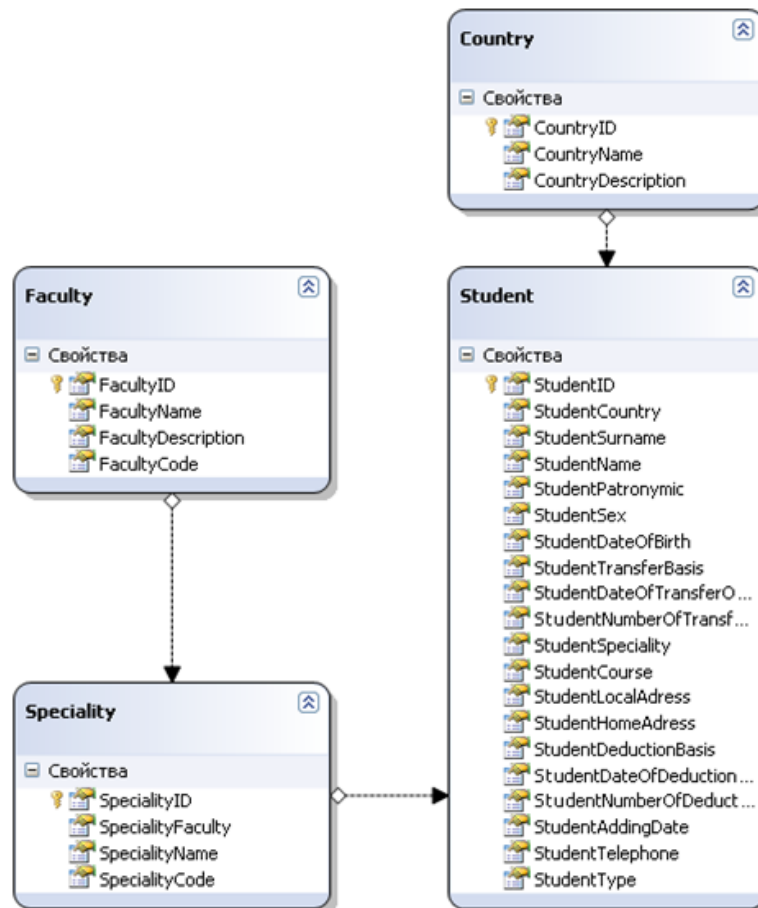 Country
Свойства
CountryID
CountryName
CountryDescription
Faculty
Свойства
FacultyID
FacultyName
FacultyDescription
FacultyCode
Student
Свойства
StudentID
StudentCountry
StudentSurname
StudentName
StudentPatronymic
StudentSex
StudentDateOfBirth
StudentTransferBasis
StudentDateOfTransferO...
StudentNumberOfTransf...
StudentSpeciality
StudentCourse
StudentLocalAdress
StudentHomeAdress
StudentDeductionBasis
StudentDateOfDeduction...
StudentNumberOfDeduct...
StudentAddingDate
StudentTelephone
StudentType
Speciality
Свойства
SpecialityID
SpecialityFaculty
SpecialityName
SpecialityCode